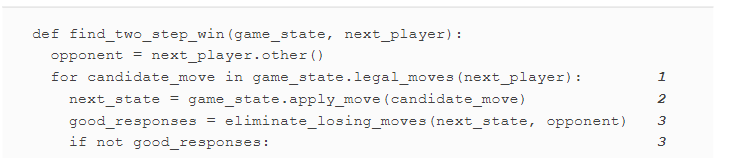 def find_two_step_win(game_state, next_player):
opponent = next_player.other()
for candidate_move in game_state.legal_moves(next_player): 1
next_state = game_state.apply_move(candidate_move) 2
good_responses = eliminate_losing_moves(next_state, opponent) 3
if not good_responses: 3